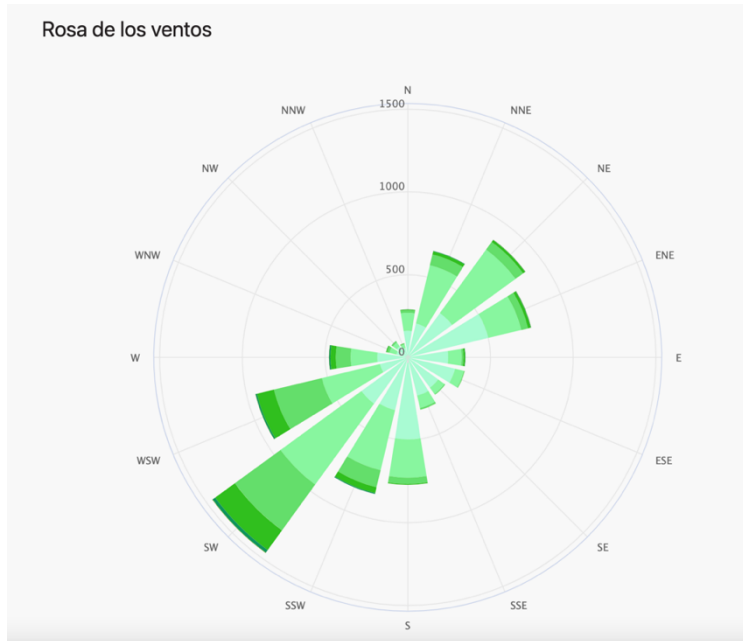 Rosa de los ventos
N
1500
NNW
NNE
NW
NE
1000
WNW
ENE
500
0
W
E
WSW
ESE
SW
SE
SSW
SSE
S